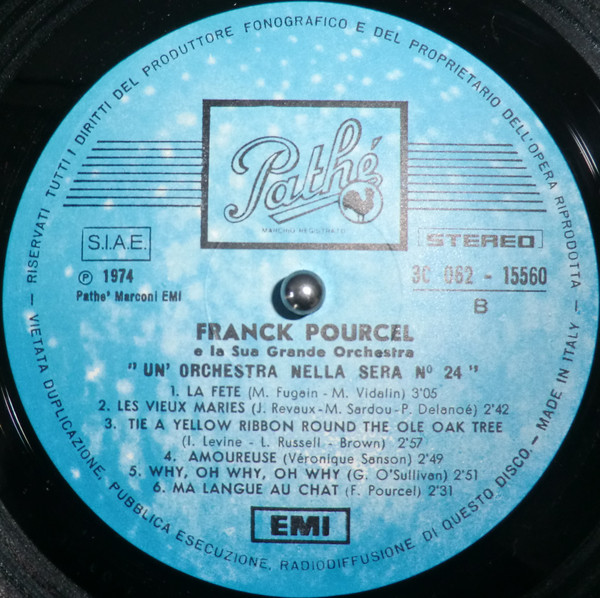 RISERVATI TUTTI I DIRITTI DEL PRODUTTORE FONOGRAFICO E DEL PROPRIETARIO DELL'OPERA RIPRODOTTA -
Pathé
MARCHIO REGISTRATO
S.I.A.E.
STEREO
℗ 1974
Pathe' Marconi EMI
3C 062 - 15560
B
FRANCK POURCEL
e la Sua Grande Orchestra
"UN' ORCHESTRA NELLA SERA Nº 24"
1. LA FETE (M. Fugain - M. Vidalin) 3'05
2. LES VIEUX MARIES (J. Revaux - M. Sardou - P. Delanoé) 2'42
3. TIE A YELLOW RIBBON ROUND THE OLE OAK TREE
(I. Levine - L. Russell - Brown) 2'57
4. AMOUREUSE (Véronique Sanson) 2'49
5. WHY, OH WHY, OH WHY (G. O'Sullivan) 2'51
6. MA LANGUE AU CHAT (F. Pourcel) 2'31
EMI
- VIETATA DUPLICAZIONE, PUBBLICA ESECUZIONE, RADIODIFFUSIONE DI QUESTO DISCO. - MADE IN ITALY -